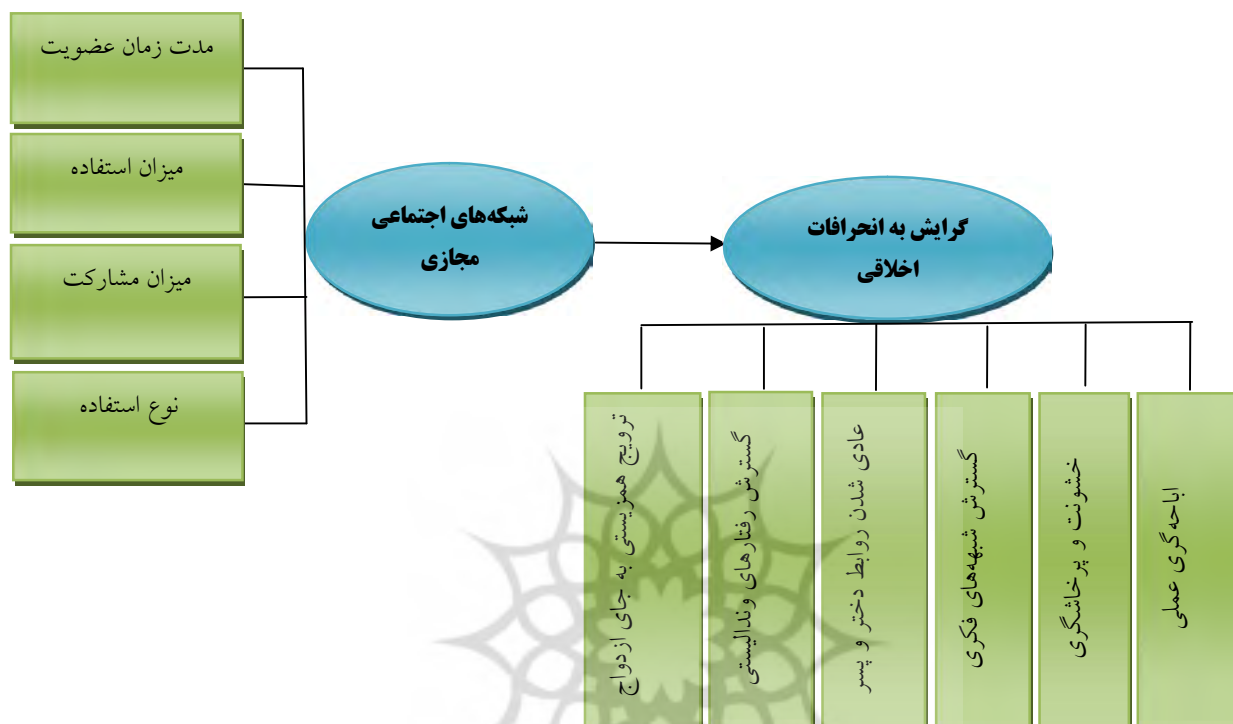 مدت زمان عضویت
میزان استفاده
میزان مشارکت
نوع استفاده
شبکه‌های اجتماعی
مجازی
گرایش به انحرافات
اخلاقی
اباحه‌گری عملی
خشونت و پرخاشگری
گسترش شبهه‌های فکری
عادی شدن روابط دختر و پسر
گسترش رفتارهای وندالیستی
ترویج همزیستی به جای ازدواج